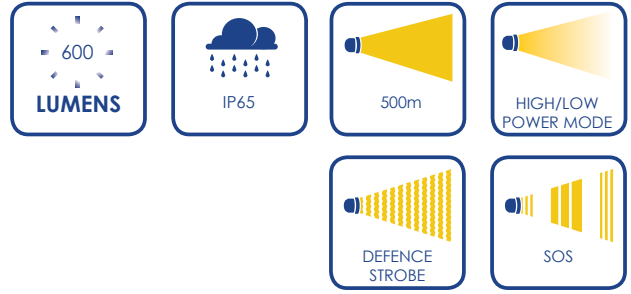 600
LUMENS
IP65
500m
HIGH/LOW
POWER MODE
DEFENCE
STROBE
SOS